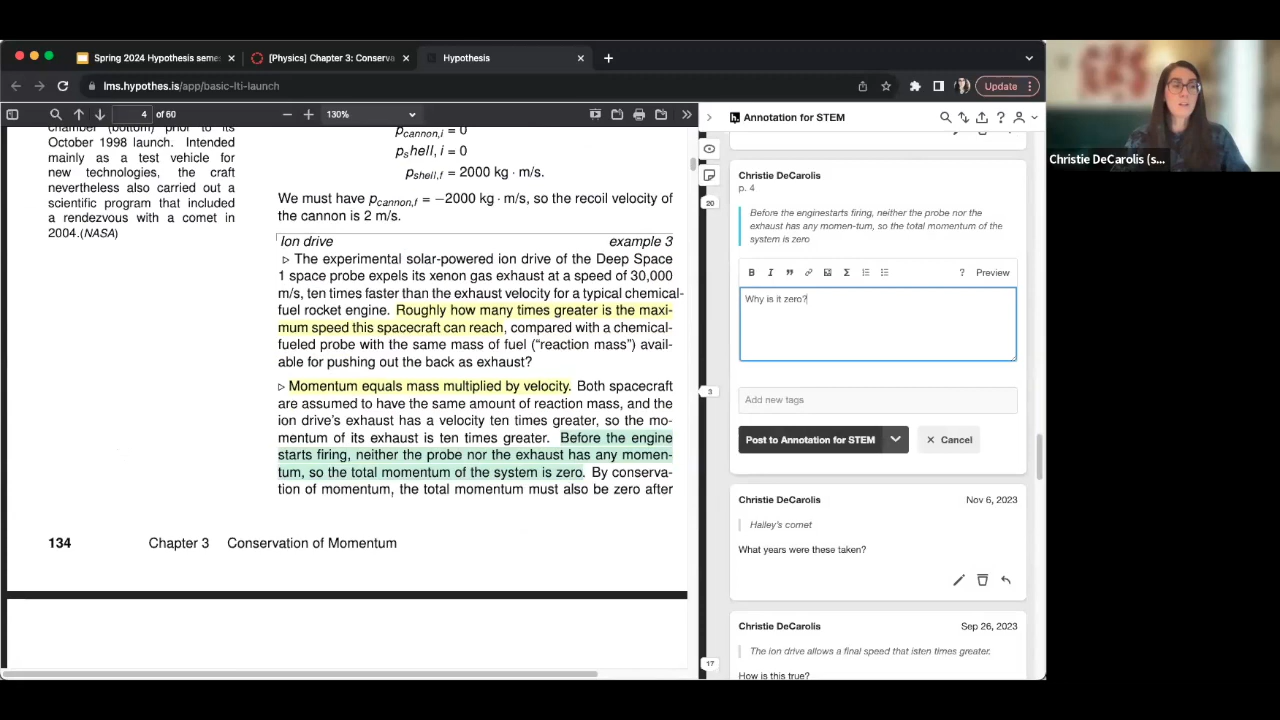 Spring 2024 Hypothesis seme
[Physics] Chapter 3: Conserva
Hypothesis
lms.hypothes.is/app/basic-lti-launch
Update
4 of 60
130%
Annotation for STEM
chamber (bottom) prior to its
October 1998 launch. Intended
mainly as a test vehicle for
new technologies, the craft
nevertheless also carried out a
scientific program that included
a rendezvous with a comet in
2004.(NASA)
pcannon,i = 0
pshell, i = 0
pshell,f = 2000 kg · m/s.
We must have pcannon,f = −2000 kg · m/s, so the recoil velocity of
the cannon is 2 m/s.
Ion drive example 3
▷ The experimental solar-powered ion drive of the Deep Space
1 space probe expels its xenon gas exhaust at a speed of 30,000
m/s, ten times faster than the exhaust velocity for a typical chemical-
fuel rocket engine. Roughly how many times greater is the maxi-
mum speed this spacecraft can reach, compared with a chemical-
fueled probe with the same mass of fuel (“reaction mass”) avail-
able for pushing out the back as exhaust?
▷ Momentum equals mass multiplied by velocity. Both spacecraft
are assumed to have the same amount of reaction mass, and the
ion drive’s exhaust has a velocity ten times greater, so the mo-
mentum of its exhaust is ten times greater. Before the engine
starts firing, neither the probe nor the exhaust has any momen-
tum, so the total momentum of the system is zero. By conserva-
tion of momentum, the total momentum must also be zero after
134 Chapter 3 Conservation of Momentum
20
3
17
Christie DeCarolis
p. 4
Before the enginestarts firing, neither the probe nor the
exhaust has any momen-tum, so the total momentum of the
system is zero
B I Σ ? Preview
Why is it zero?
Add new tags
Post to Annotation for STEM
Cancel
Christie DeCarolis Nov 6, 2023
Halley's comet
What years were these taken?
Christie DeCarolis Sep 26, 2023
The ion drive allows a final speed that isten times greater.
How is this true?
Christie DeCarolis (s...